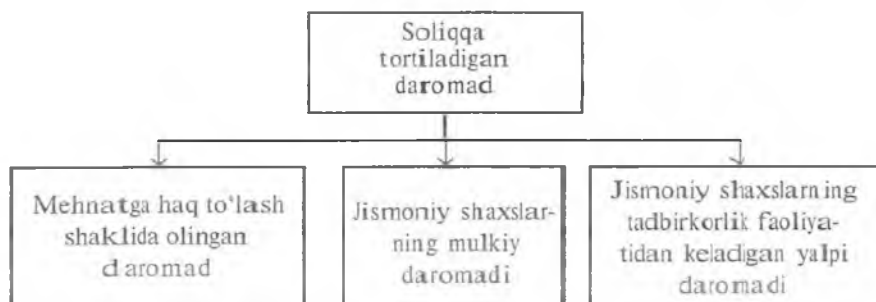 Soliqqa
tortiladigan
daromad
Mehnatga haq to‘lash
shaklida olingan
daromad
Jismoniy shaxslar-
ning mulkiy
daromadi
Jismoniy shaxslarning
tadbirkorlik faoliya-
tidan keladigan yalpi
daromadi